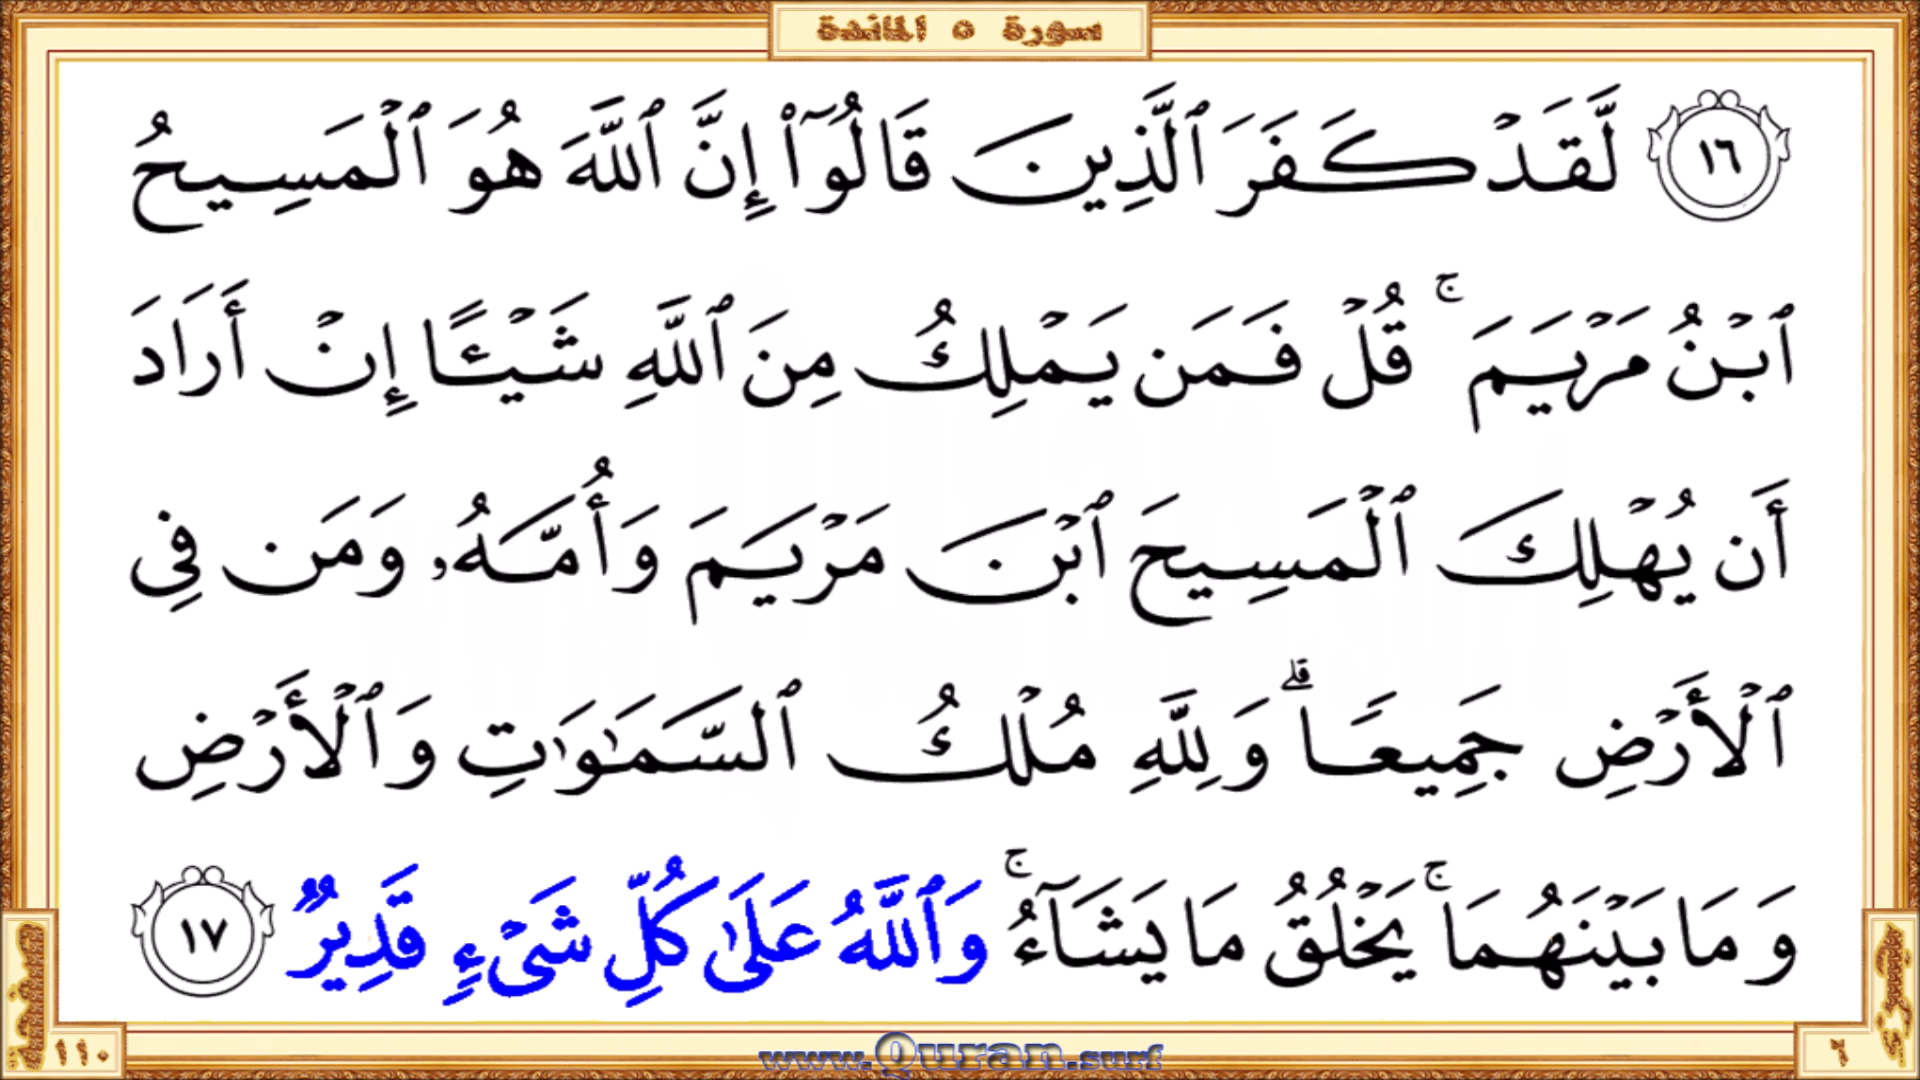 سورة ٥ المائدة
١٦ لَّقَدۡ كَفَرَ ٱلَّذِينَ قَالُوٓاْ إِنَّ ٱللَّهَ هُوَ ٱلۡمَسِيحُ
ٱبۡنُ مَرۡيَمَۚ قُلۡ فَمَن يَمۡلِكُ مِنَ ٱللَّهِ شَيۡـًٔا إِنۡ أَرَادَ
أَن يُهۡلِكَ ٱلۡمَسِيحَ ٱبۡنَ مَرۡيَمَ وَأُمَّهُۥ وَمَن فِي
ٱلۡأَرۡضِ جَمِيعٗاۗ وَلِلَّهِ مُلۡكُ ٱلسَّمَٰوَٰتِ وَٱلۡأَرۡضِ
وَمَا بَيۡنَهُمَاۚ يَخۡلُقُ مَا يَشَآءُۚ وَٱللَّهُ عَلَىٰ كُلِّ شَيۡءٖ قَدِيرٞ ١٧
صفحة
١١٠
٦
www.Quran.surf